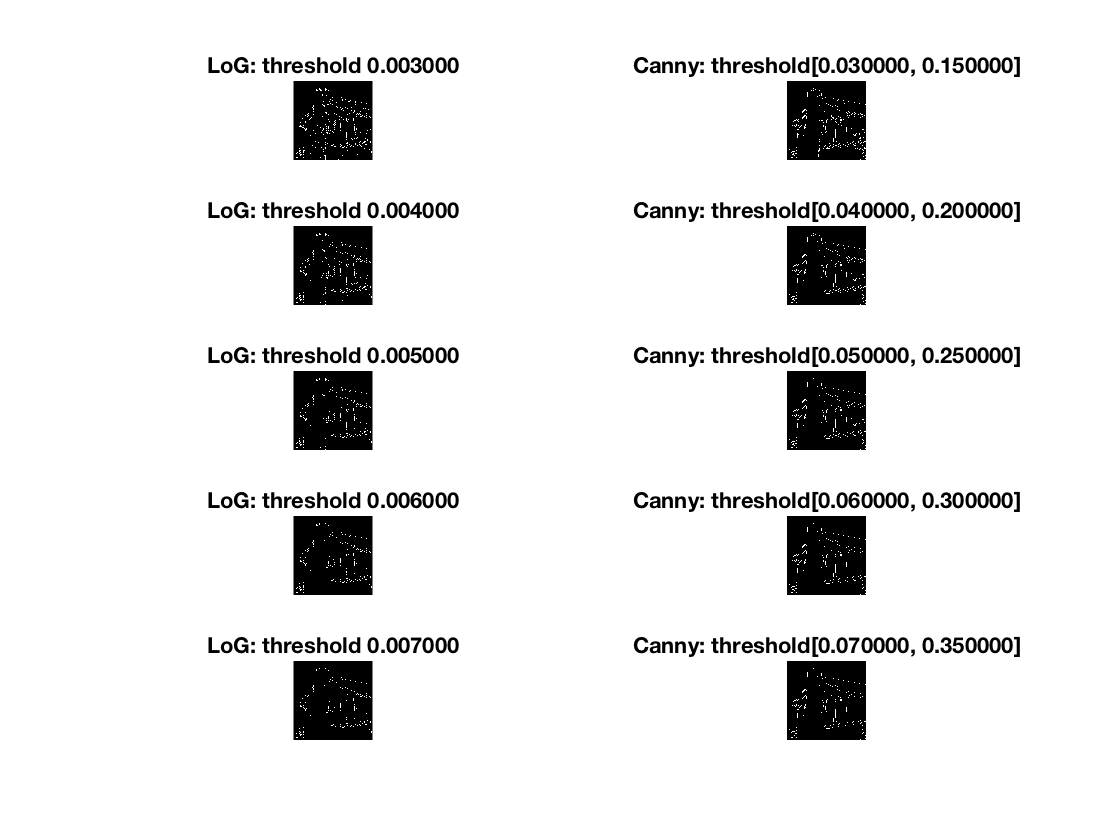 LoG: threshold 0.003000
Canny: threshold[0.030000, 0.150000]
LoG: threshold 0.004000
Canny: threshold[0.040000, 0.200000]
LoG: threshold 0.005000
Canny: threshold[0.050000, 0.250000]
LoG: threshold 0.006000
Canny: threshold[0.060000, 0.300000]
LoG: threshold 0.007000
Canny: threshold[0.070000, 0.350000]